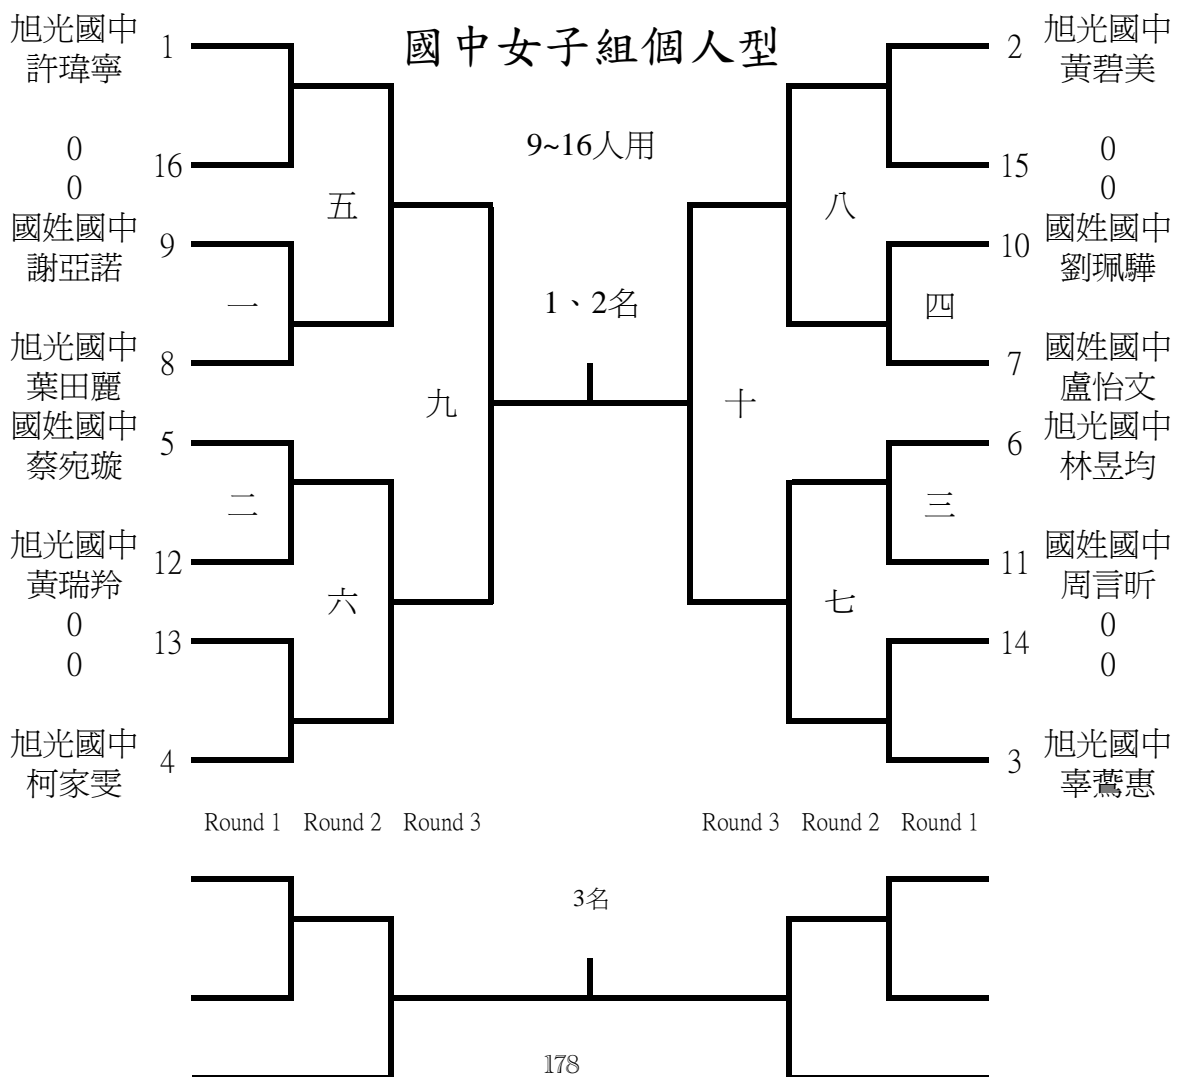 國中女子組個人型
9~16人用
1、2名
旭光國中
許瑋寧
1
0
0
16
五
國姓國中
謝亞諾
9
一
旭光國中
葉田麗
8
九
國姓國中
蔡宛璇
5
二
旭光國中
黃瑞羚
12
六
0
0
13
旭光國中
柯家雯
4
2
旭光國中
黃碧美
15
0
0
八
10
國姓國中
劉珮驊
四
7
國姓國中
盧怡文
十
6
旭光國中
林昱均
三
11
國姓國中
周言昕
七
14
0
0
3
旭光國中
辜鷰惠
Round 1 Round 2 Round 3
Round 3 Round 2 Round 1
3名
178